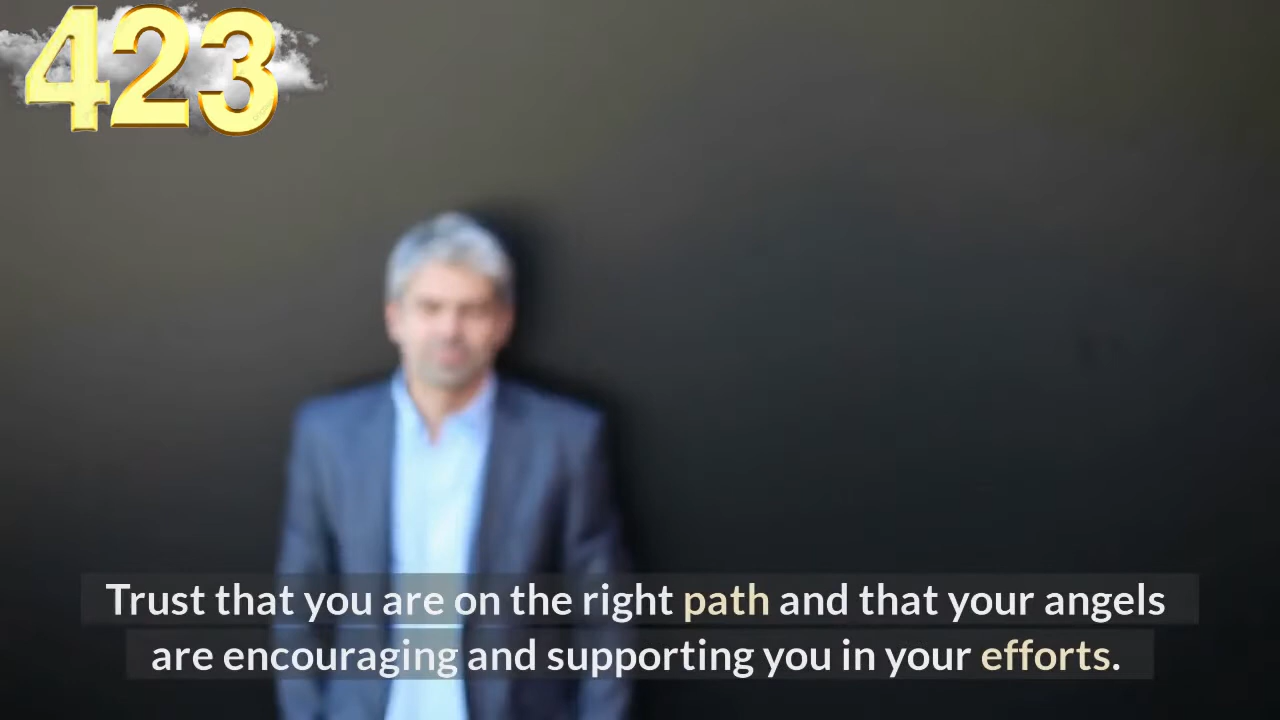 423
Trust that you are on the right path and that your angels
are encouraging and supporting you in your efforts.